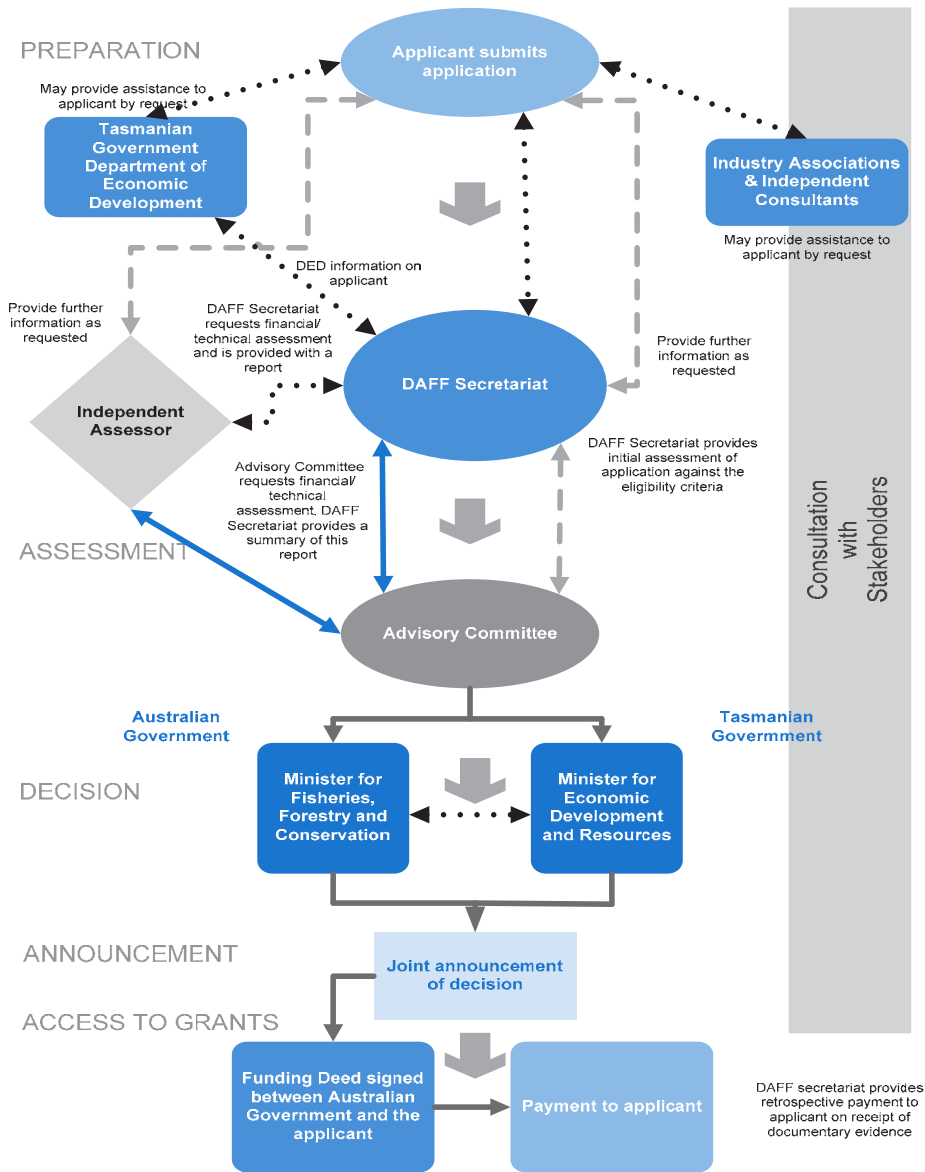 PREPARATION
Applicant submits
application
May provide assistance to
applicant by request
Tasmanian
Government
Department of
Economic
Development
Industry Associations
& Independent
Consultants
May provide assistance to
applicant by request
DED information on
applicant
Provide further
information as
requested
DAFF Secretariat
requests financial/
technical assessment
and is provided with a
report
DAFF Secretariat
Provide further
information as
requested
Independent
Assessor
Advisory Committee
requests financial/
technical
assessment, DAFF
Secretariat provides a
summary of this
report
DAFF Secretariat provides
initial assessment of
application against the
eligibility criteria
Consultation
with
Stakeholders
ASSESSMENT
Advisory Committee
Australian
Government
Tasmanian
Govermment
DECISION
Minister for
Fisheries,
Forestry and
Conservation
Minister for
Economic
Development
and Resources
ANNOUNCEMENT
Joint announcement
of decision
ACCESS TO GRANTS
Funding Deed signed
between Australian
Government and the
applicant
Payment to applicant
DAFF secretariat provides
retrospective payment to
applicant on receipt of
documentary evidence